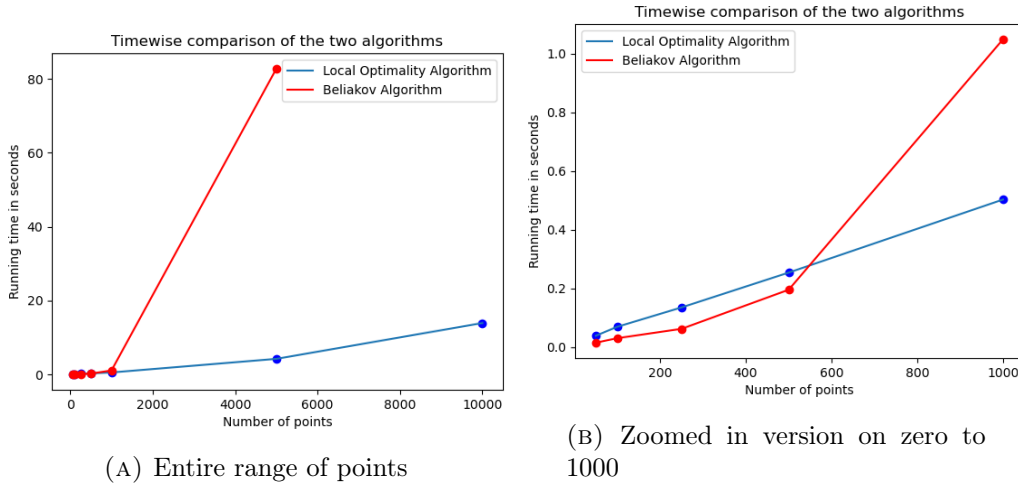 Timewise comparison of the two algorithms
Local Optimality Algorithm
Beliakov Algorithm
Running time in seconds
80
60
40
20
0
0
2000
4000
6000
8000
10000
Number of points
(A) Entire range of points
Timewise comparison of the two algorithms
Local Optimality Algorithm
Beliakov Algorithm
Running time in seconds
1.0
0.8
0.6
0.4
0.2
0.0
200
400
600
800
1000
Number of points
(B) Zoomed in version on zero to
1000